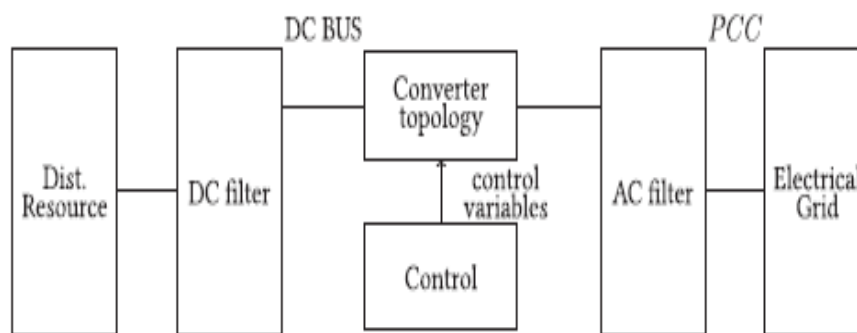 DC BUS
PCC
Dist.
Resource
DC filter
Converter
topology
control
variables
Control
AC filter
Electrical
Grid